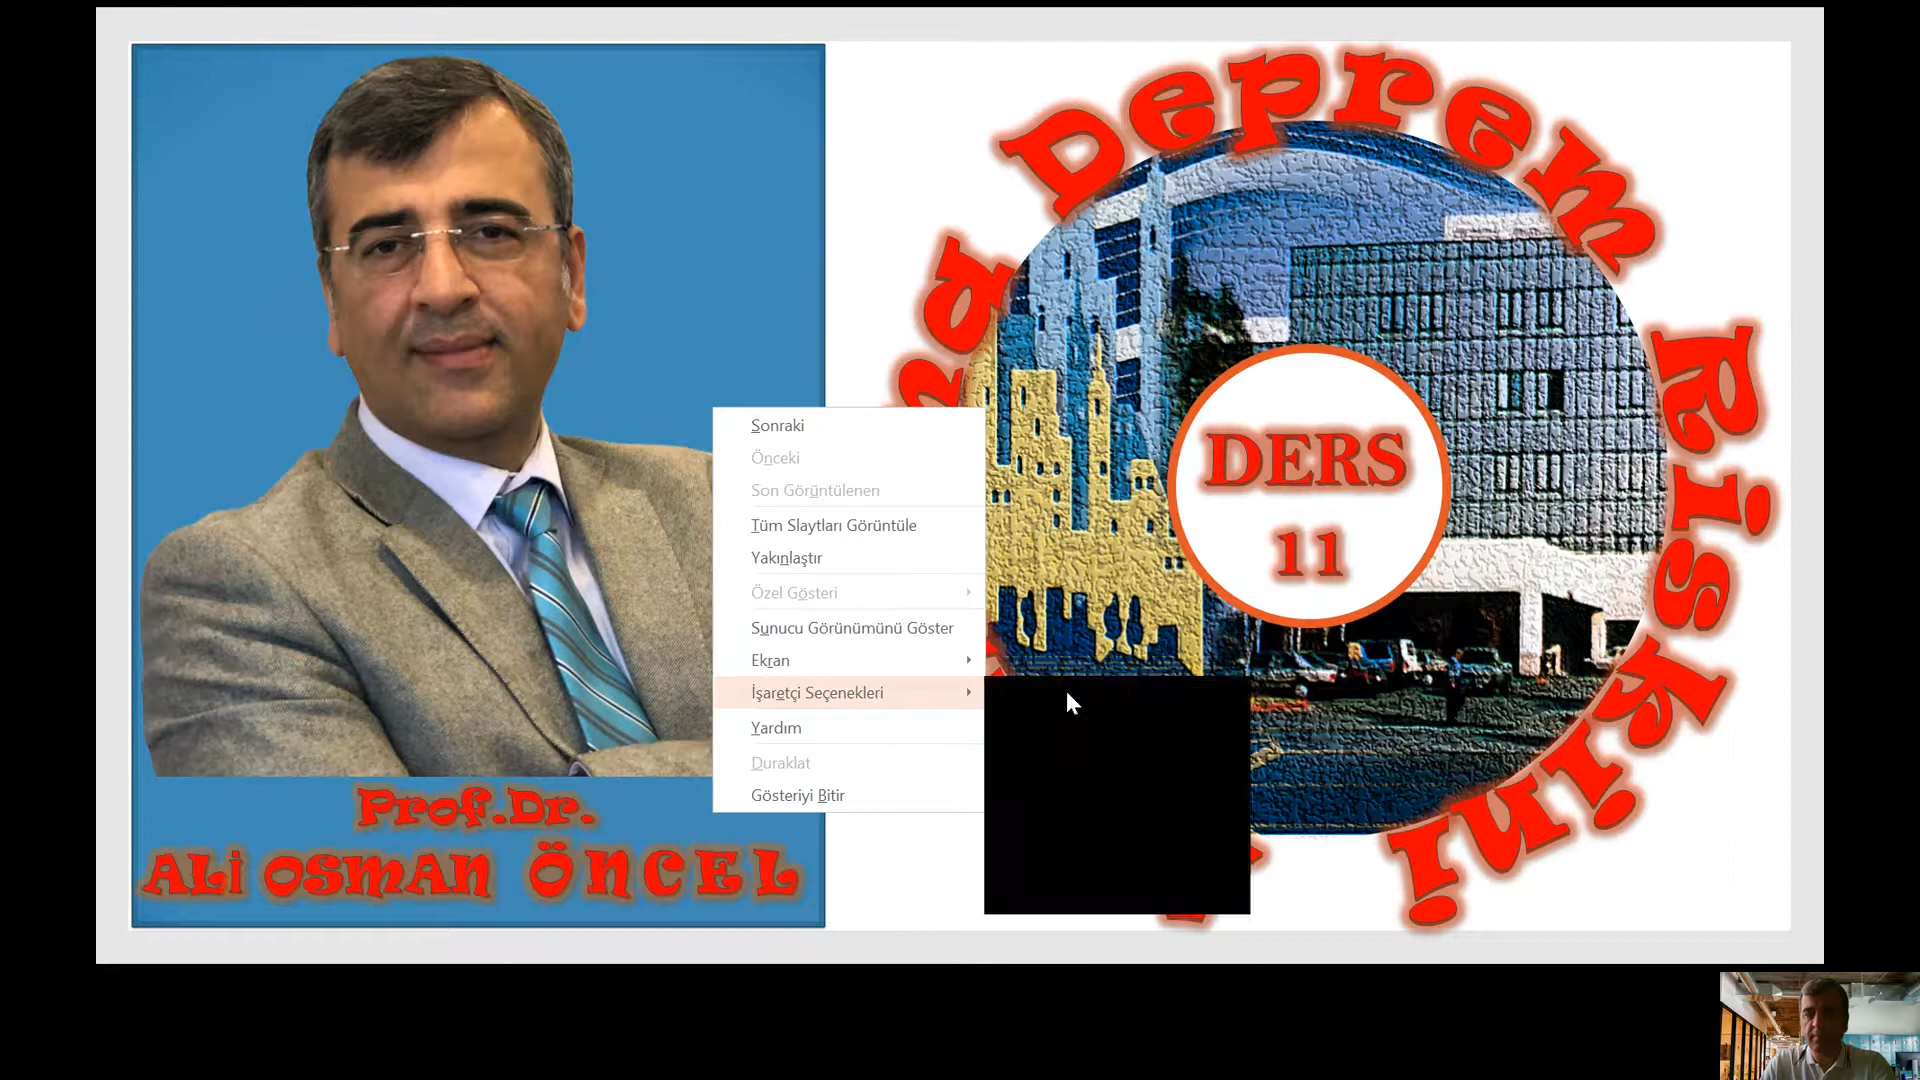 Deprem Riskini
DERS
11
Sonraki
Önceki
Son Görüntülenen
Tüm Slaytları Görüntüle
Yakınlaştır
Özel Gösteri
Sunucu Görünümünü Göster
Ekran
İşaretçi Seçenekleri
Yardım
Duraklat
Gösteriyi Bitir
Prof.Dr.
ALİ OSMAN ÖNCEL